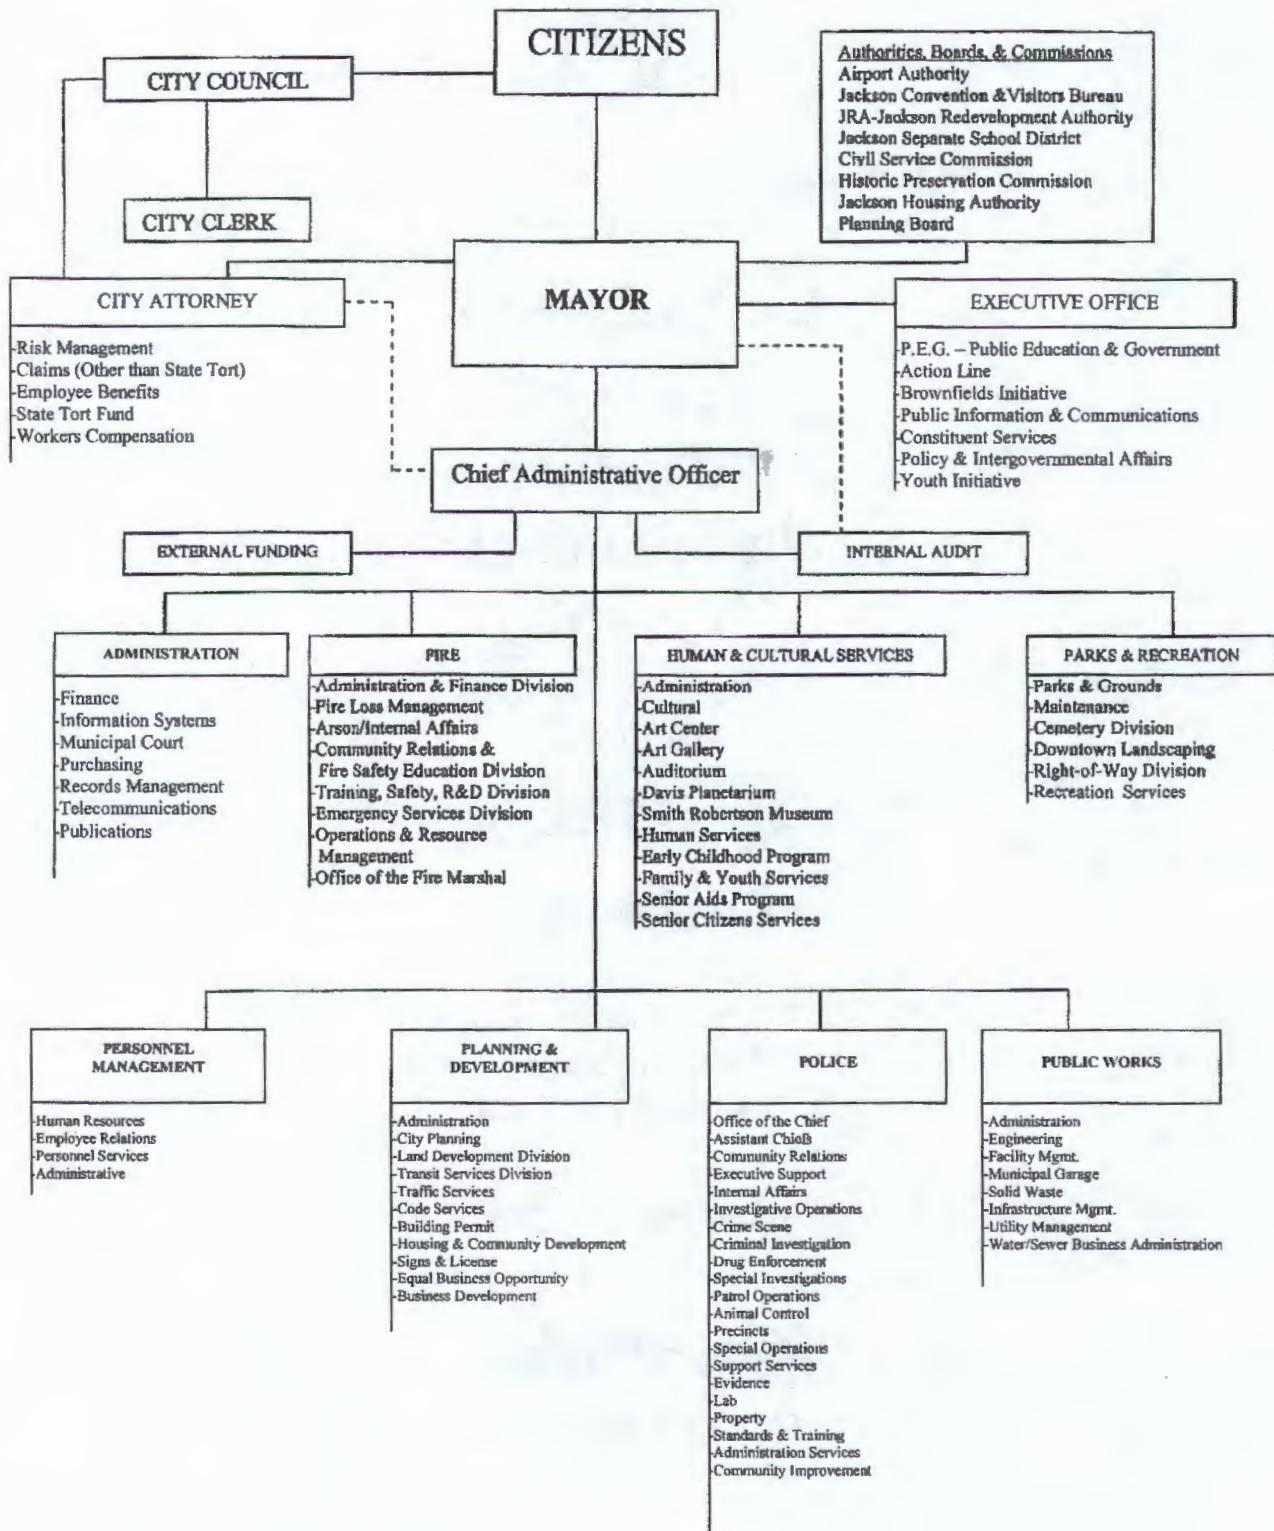 CITIZENS
CITY COUNCIL
CITY CLERK
Authorities, Boards, & Commissions
Airport Authority
Jackson Convention &Visitors Bureau
JRA-Jackson Redevelopment Authority
Jackson Separate School District
Civil Service Commission
Historic Preservation Commission
Jackson Housing Authority
Planning Board
MAYOR
CITY ATTORNEY
-Risk Management
-Claims (Other than State Tort)
-Employee Benefits
-State Tort Fund
-Workers Compensation
EXECUTIVE OFFICE
-P.E.G. – Public Education & Government
-Action Line
-Brownfields Initiative
-Public Information & Communications
-Constituent Services
-Policy & Intergovernmental Affairs
-Youth Initiative
Chief Administrative Officer
EXTERNAL FUNDING
INTERNAL AUDIT
ADMINISTRATION
-Finance
-Information Systems
-Municipal Court
-Purchasing
-Records Management
-Telecommunications
-Publications
FIRE
-Administration & Finance Division
-Fire Loss Management
-Arson/Internal Affairs
-Community Relations &
Fire Safety Education Division
-Training, Safety, R&D Division
-Emergency Services Division
-Operations & Resource
Management
-Office of the Fire Marshal
HUMAN & CULTURAL SERVICES
-Administration
-Cultural
-Art Center
-Art Gallery
-Auditorium
-Davis Planetarium
-Smith Robertson Museum
-Human Services
-Early Childhood Program
-Family & Youth Services
-Senior Aids Program
-Senior Citizens Services
PARKS & RECREATION
-Parks & Grounds
-Maintenance
-Cemetery Division
-Downtown Landscaping
-Right-of-Way Division
-Recreation Services
PERSONNEL
MANAGEMENT
-Human Resources
-Employee Relations
-Personnel Services
-Administrative
PLANNING &
DEVELOPMENT
-Administration
-City Planning
-Land Development Division
-Transit Services Division
-Traffic Services
-Code Services
-Building Permit
-Housing & Community Development
-Signs & License
-Equal Business Opportunity
-Business Development
POLICE
-Office of the Chief
-Assistant Chiefs
-Community Relations
-Executive Support
-Internal Affairs
-Investigative Operations
-Crime Scene
-Criminal Investigation
-Drug Enforcement
-Special Investigations
-Patrol Operations
-Animal Control
-Precincts
-Special Operations
-Support Services
-Evidence
-Lab
-Property
-Standards & Training
-Administration Services
-Community Improvement
PUBLIC WORKS
-Administration
-Engineering
-Facility Mgmt.
-Municipal Garage
-Solid Waste
-Infrastructure Mgmt.
-Utility Management
-Water/Sewer Business Administration